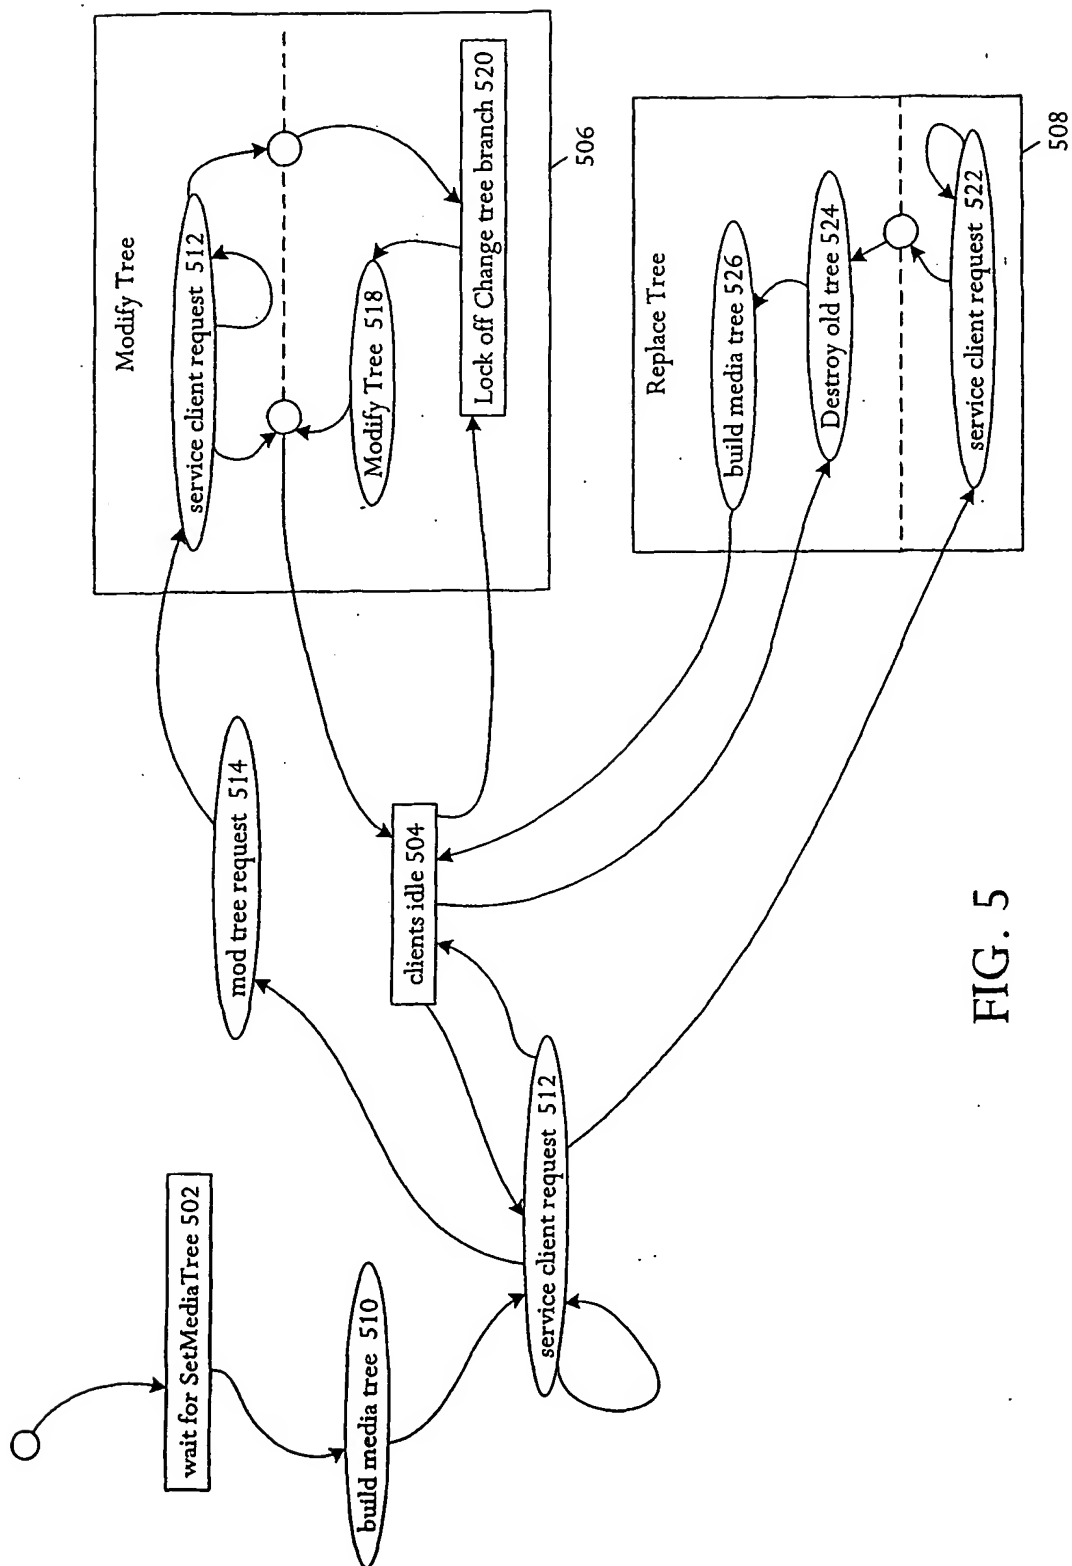 wait for SetMediaTree 502
build media tree 510
service client request 512
mod tree request 514
clients idle 504
Modify Tree
service client request 512
Modify Tree 518
Lock off Change tree branch 520
506
Replace Tree
build media tree 526
Destroy old tree 524
service client request 522
508
FIG. 5